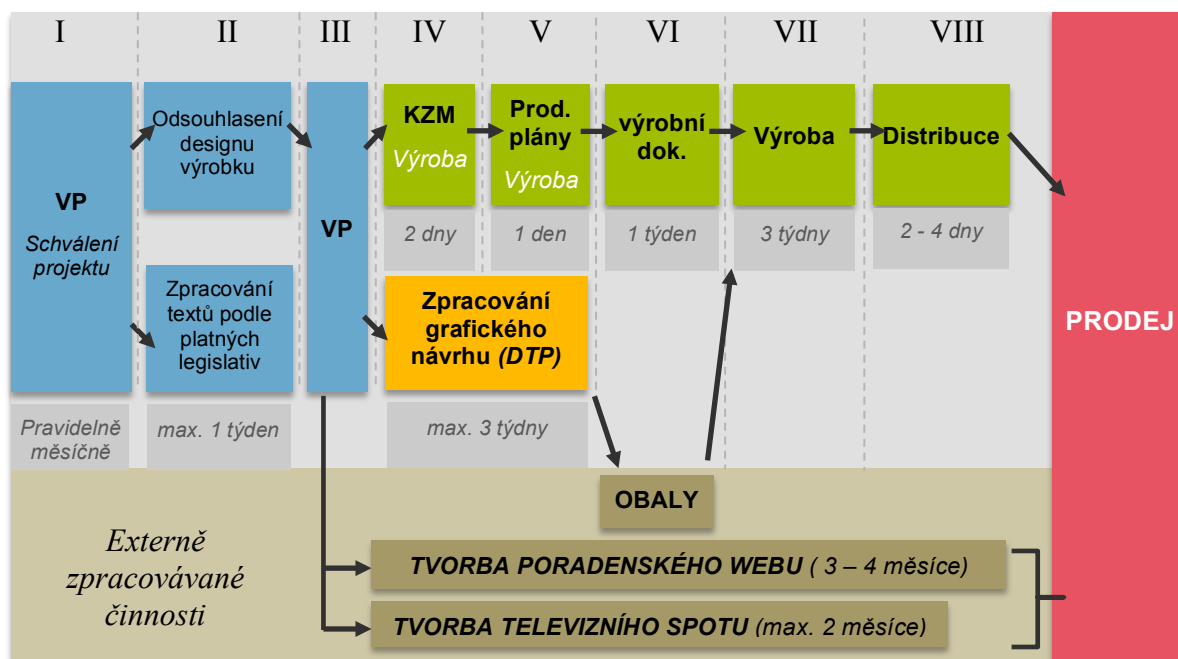 I
II
III
IV
V
VI
VII
VIII
VP
Schválení
projektu
Odsouhlasení
designu
výrobku
Zpracování
textů podle
platných
legislativ
VP
KZM
Výroba
Prod.
plány
Výroba
výrobní
dok.
Výroba
Distribuce
2 dny
1 den
1 týden
3 týdny
2 - 4 dny
Zpracování
grafického
návrhu (DTP)
PRODEJ
Pravidelně
měsíčně
max. 1 týden
max. 3 týdny
OBALY
Externě
zpracovávané
činnosti
TVORBA PORADENSKÉHO WEBU ( 3 – 4 měsíce)
TVORBA TELEVIZNÍHO SPOTU (max. 2 měsíce)